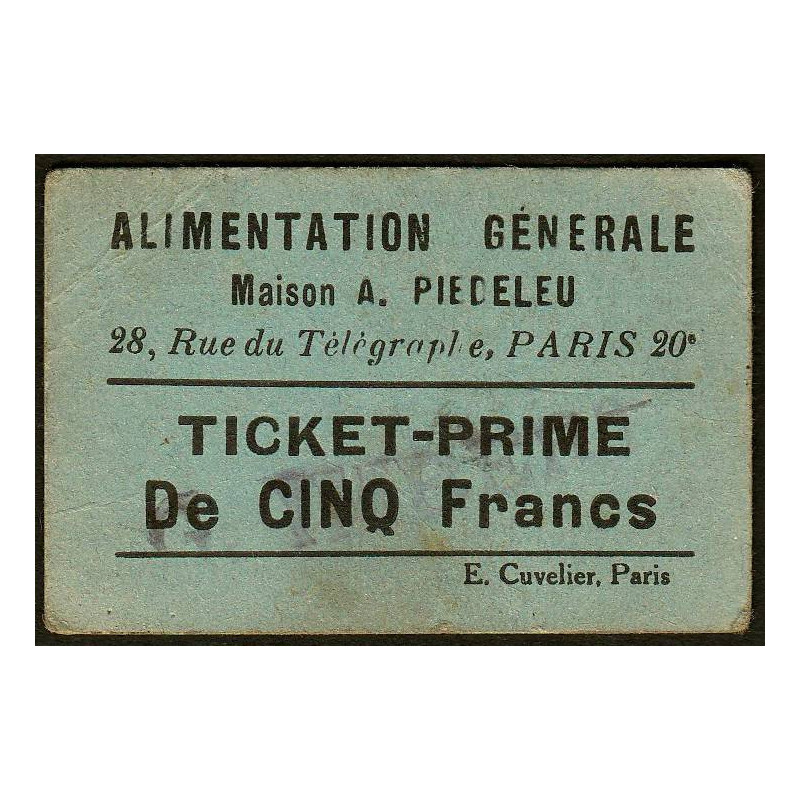 ALIMENTATION GÉNERALE
Maison A. PIEDELEU
28, Rue du Télégraphe, PARIS 20e
TICKET-PRIME
De CINQ Francs
E. Cuvelier, Paris